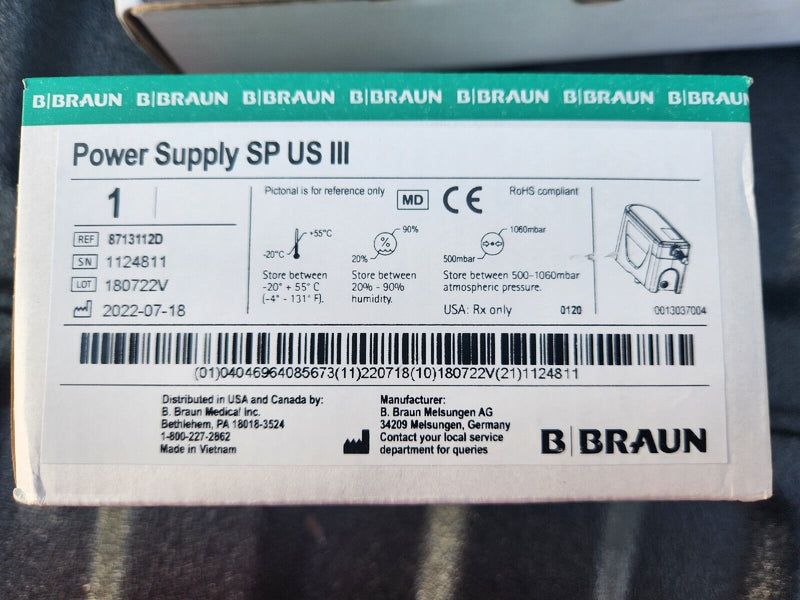 B|BRAUN B|BRAUN B|BRAUN B|BRAUN B|BRAUN B|BRAUN B|BRAUN
Power Supply SP US III
1
REF 8713112D
SN 1124811
LOT 180722V
2022-07-18
Pictorial is for reference only
MD CE RoHS compliant
-20°C +55°C
Store between
-20° + 55° C
(-4° - 131° F).
20% % 90%
Store between
20% - 90%
humidity.
500mbar 1060mbar
Store between 500-1060mbar
atmospheric pressure.
USA: Rx only 0120
0013037004
(01)04046964085673(11)220718(10)180722V(21)1124811
Distributed in USA and Canada by:
B. Braun Medical Inc.
Bethlehem, PA 18018-3524
1-800-227-2862
Made in Vietnam
Manufacturer:
B. Braun Melsungen AG
34209 Melsungen, Germany
Contact your local service
department for queries
B|BRAUN